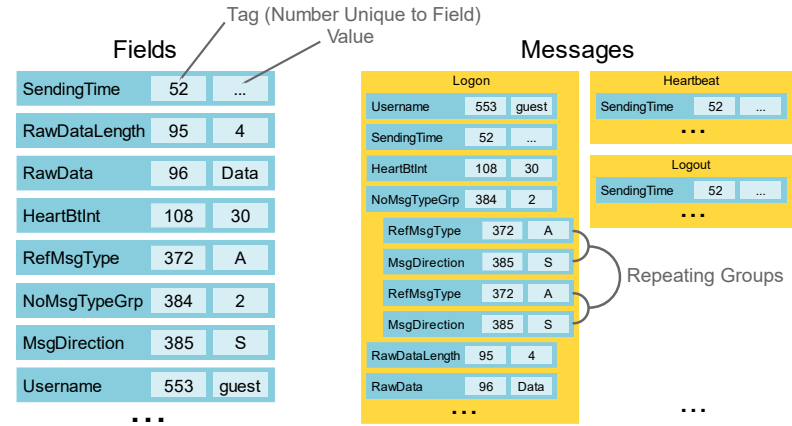 Tag (Number Unique to Field)
Value
Fields
SendingTime 52 ...
RawDataLength 95 4
RawData 96 Data
HeartBtInt 108 30
RefMsgType 372 A
NoMsgTypeGrp 384 2
MsgDirection 385 S
Username 553 guest
...
Messages
Logon
Username 553 guest
SendingTime 52 ...
HeartBtInt 108 30
NoMsgTypeGrp 384 2
RefMsgType 372 A
MsgDirection 385 S
RefMsgType 372 A
MsgDirection 385 S
RawDataLength 95 4
RawData 96 Data
...
Heartbeat
SendingTime 52 ...
...
Logout
SendingTime 52 ...
...
Repeating Groups
...